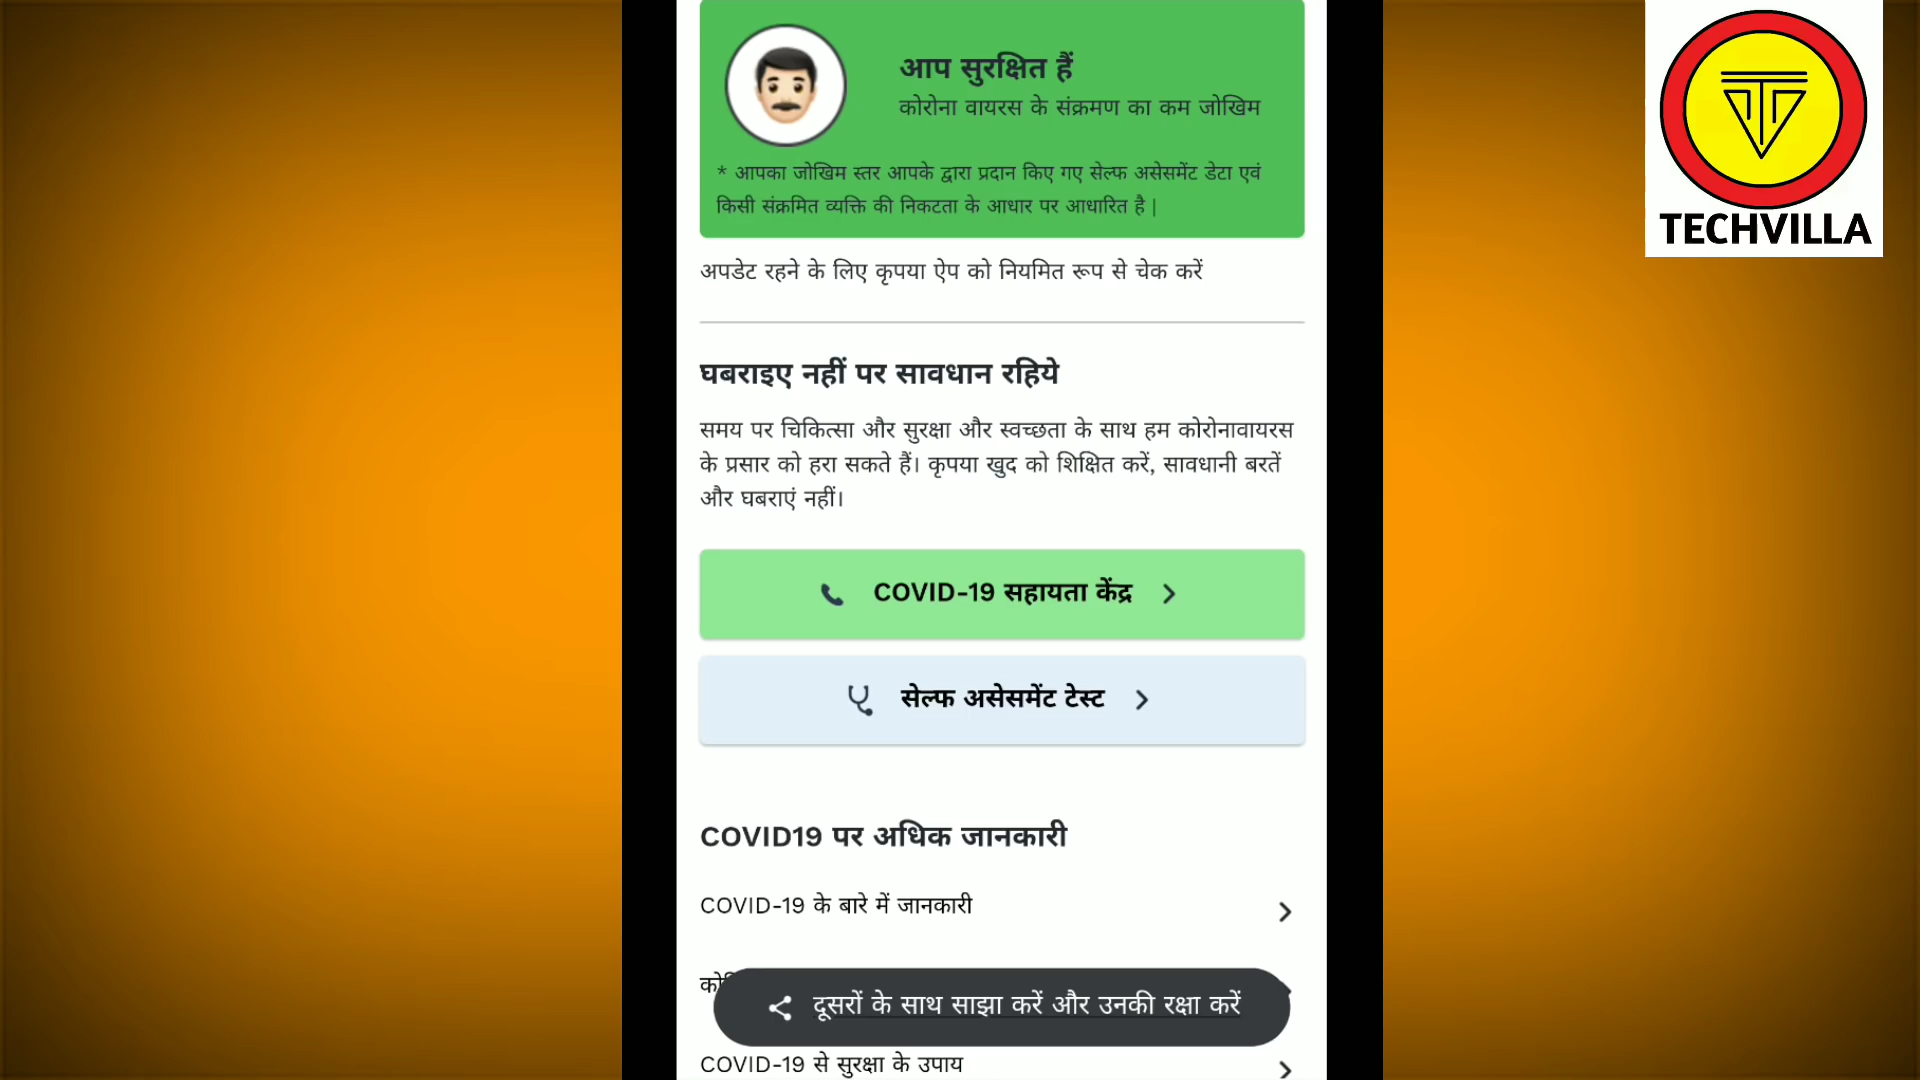 आप सुरक्षित हैं
कोरोना वायरस के संक्रमण का कम जोखिम
* आपका जोखिम स्तर आपके द्वारा प्रदान किए गए सेल्फ असेसमेंट डेटा एवं
किसी संक्रमित व्यक्ति की निकटता के आधार पर आधारित है |
अपडेट रहने के लिए कृपया ऐप को नियमित रूप से चेक करें
घबराइए नहीं पर सावधान रहिये
समय पर चिकित्सा और सुरक्षा और स्वच्छता के साथ हम कोरोनावायरस
के प्रसार को हरा सकते हैं। कृपया खुद को शिक्षित करें, सावधानी बरतें
और घबराएं नहीं।
COVID-19 सहायता केंद्र
सेल्फ असेसमेंट टेस्ट
COVID19 पर अधिक जानकारी
COVID-19 के बारे में जानकारी
दूसरों के साथ साझा करें और उनकी रक्षा करें
COVID-19 से सुरक्षा के उपाय
TECHVILLA